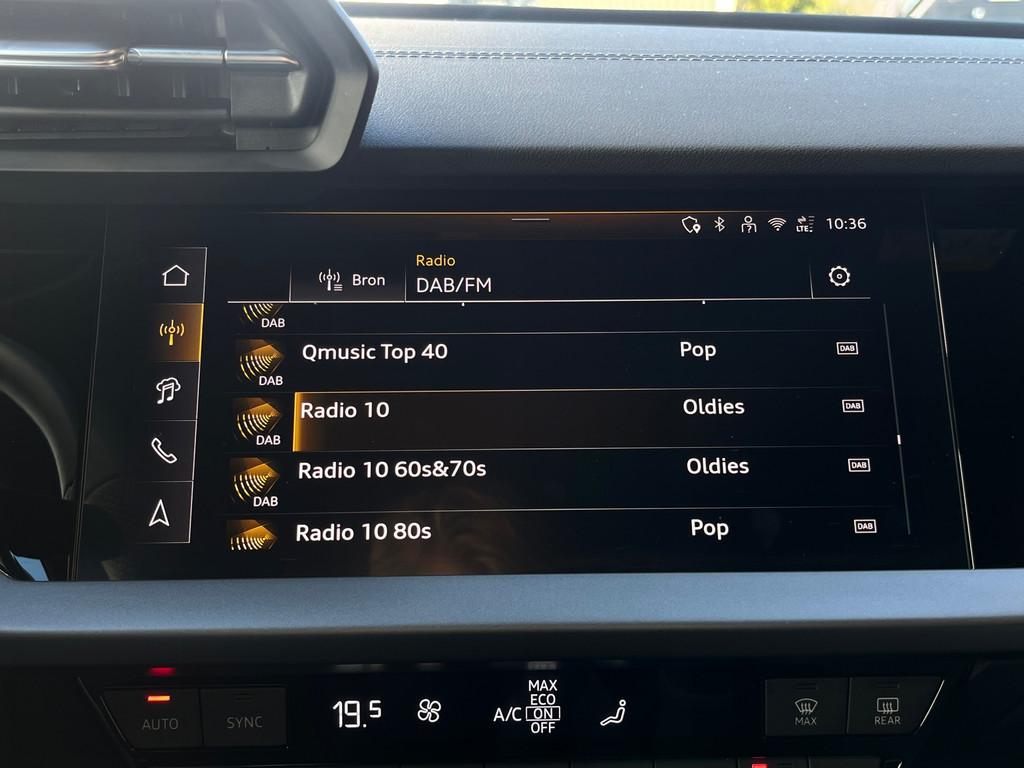 LTE
10:36
Bron
Radio
DAB/FM
DAB
Qmusic Top 40 Pop DAB
DAB
Radio 10 Oldies DAB
DAB
Radio 10 60s&70s Oldies DAB
DAB
Radio 10 80s Pop DAB
AUTO
SYNC
19.5
A/C
MAX
ECO
ON
OFF
MAX
REAR